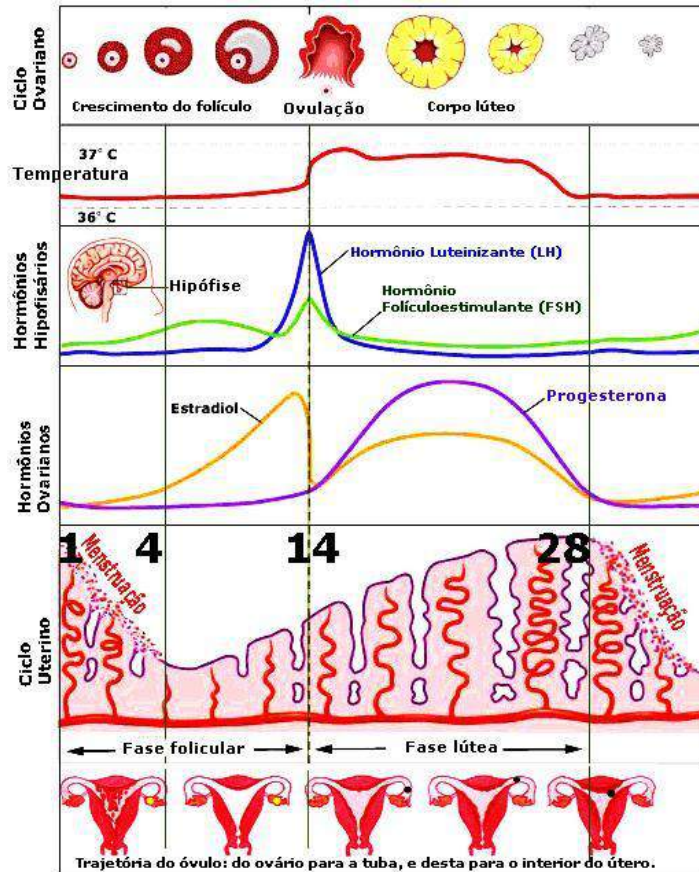 Ciclo
Ovariano
Crescimento do folículo
Ovulação
Corpo lúteo
37° C
Temperatura
36° C
Hormônios
Hipofisários
Hipófise
Hormônio Luteinizante (LH)
Hormônio
Folículoestimulante (FSH)
Hormônios
Ovarianos
Estradiol
Progesterona
1 4 14 28
Menstruação
Menstruação
Ciclo
Uterino
Fase folicular
Fase lútea
Trajetória do óvulo: do ovário para a tuba, e desta para o interior do útero.